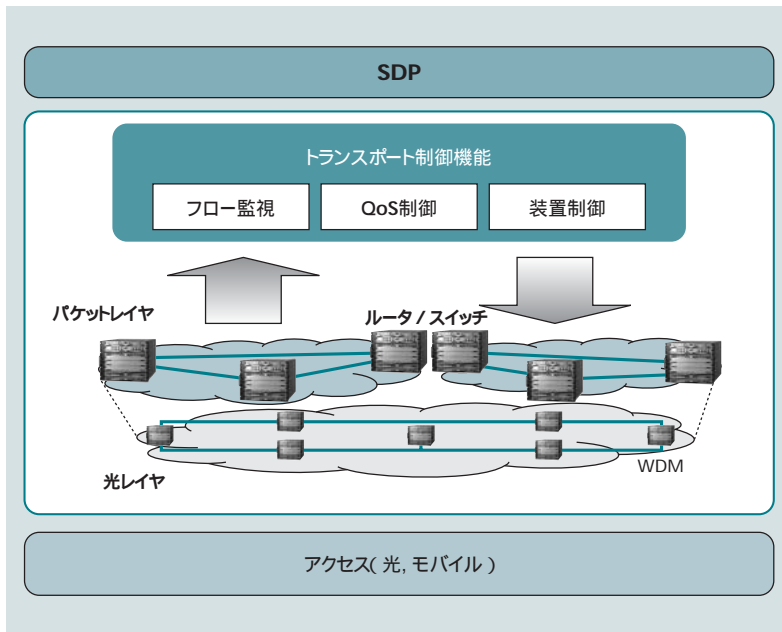 SDP
トランスポート制御機能
フロー監視
QoS制御
装置制御
パケットレイヤ
ルータ / スイッチ
光レイヤ
WDM
アクセス( 光, モバイル )